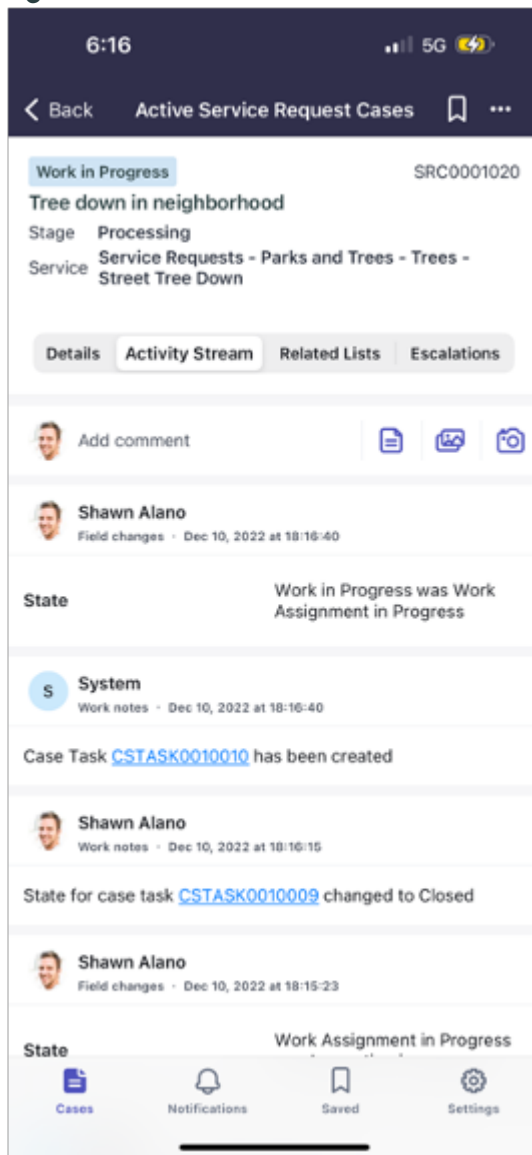 6:16 5G
Back Active Service Request Cases
Work in Progress SRC0001020
Tree down in neighborhood
Stage Processing
Service Service Requests - Parks and Trees - Trees -
Street Tree Down
Details Activity Stream Related Lists Escalations
Add comment
Shawn Alano
Field changes · Dec 10, 2022 at 18:16:40
State Work in Progress was Work
Assignment in Progress
S System
Work notes · Dec 10, 2022 at 18:16:40
Case Task CSTASK0010010 has been created
Shawn Alano
Work notes · Dec 10, 2022 at 18:16:15
State for case task CSTASK0010009 changed to Closed
Shawn Alano
Field changes · Dec 10, 2022 at 18:15:23
State Work Assignment in Progress
Cases Notifications Saved Settings